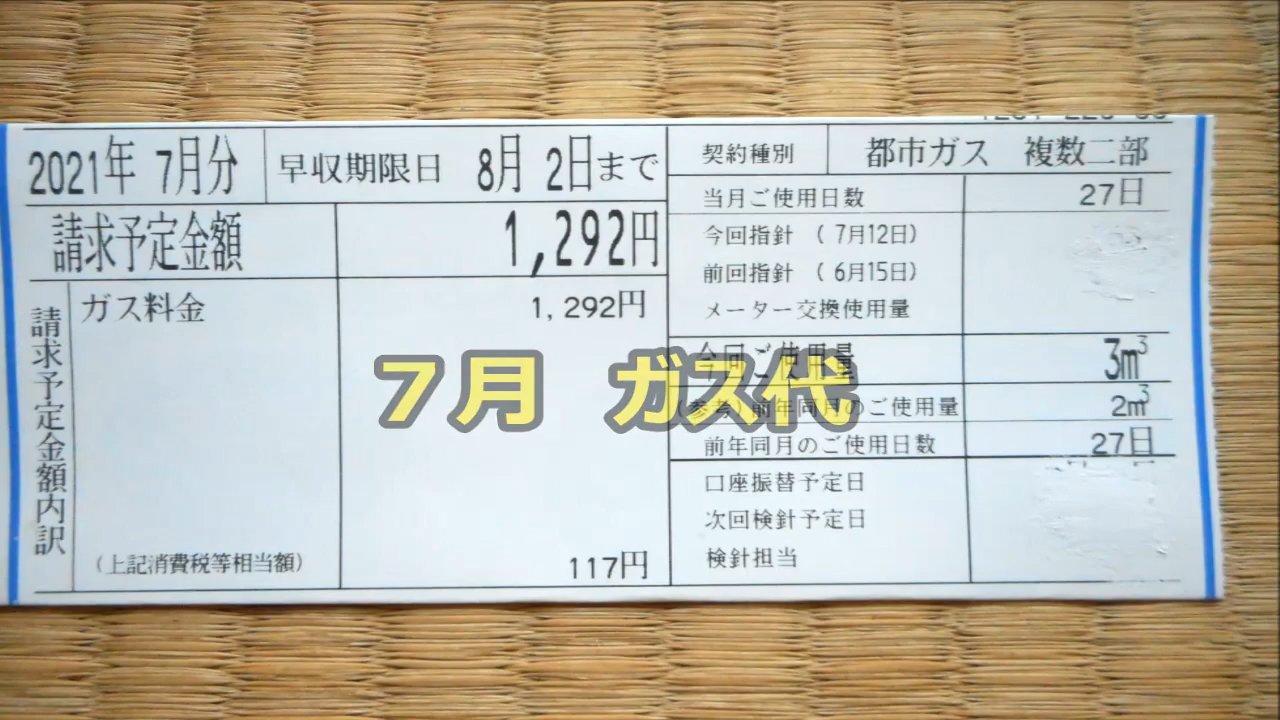 2021年 7月分
早収期限日 8月 2日まで
請求予定金額 1,292円
請求予定金額内訳
ガス料金 1,292円
(上記消費税等相当額) 117円
契約種別 都市ガス 複数二部
当月ご使用日数 27日
今回指針 ( 7月12日)
前回指針 ( 6月15日)
メーター交換使用量
今回ご使用量 3m³
(参考)前年同月のご使用量 2m³
前年同月のご使用日数 27日
口座振替予定日
次回検針予定日
検針担当
7月 ガス代